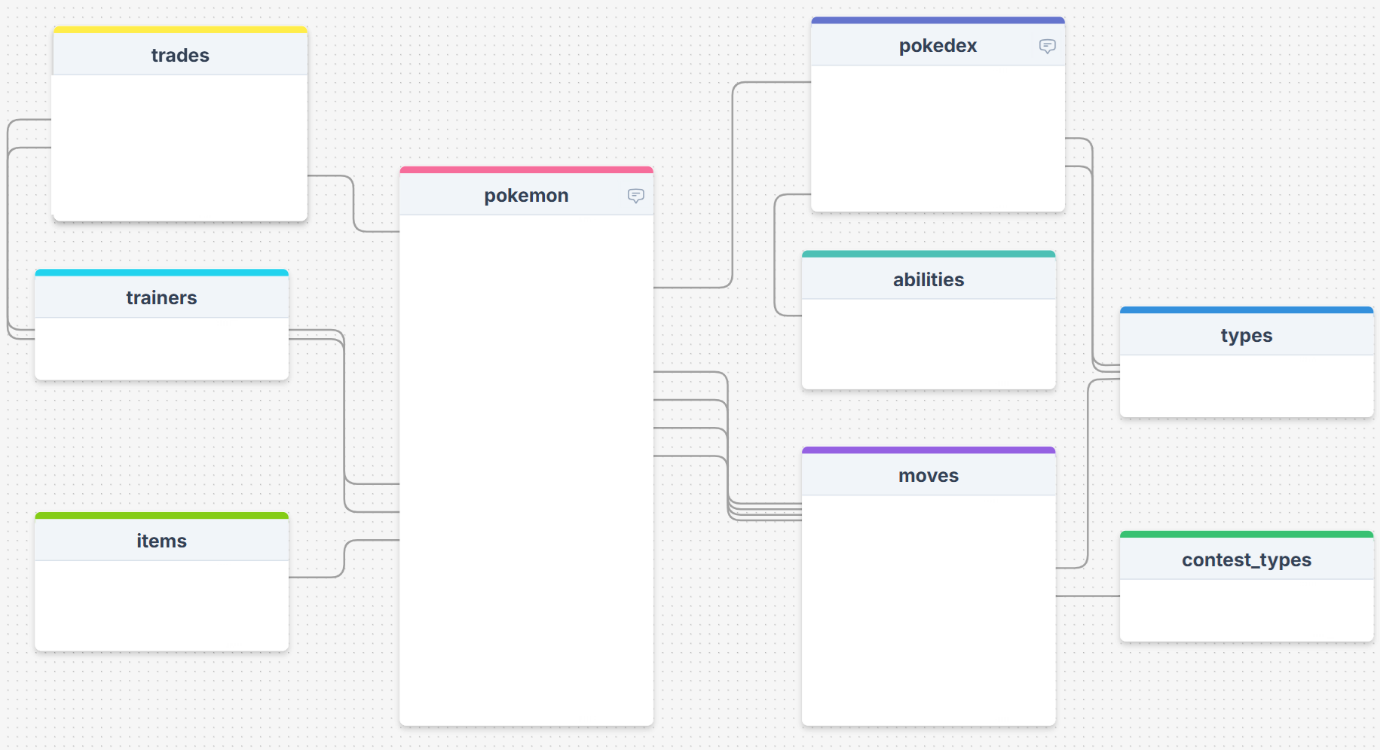 trades
pokedex
pokemon
abilities
trainers
types
moves
items
contest_types